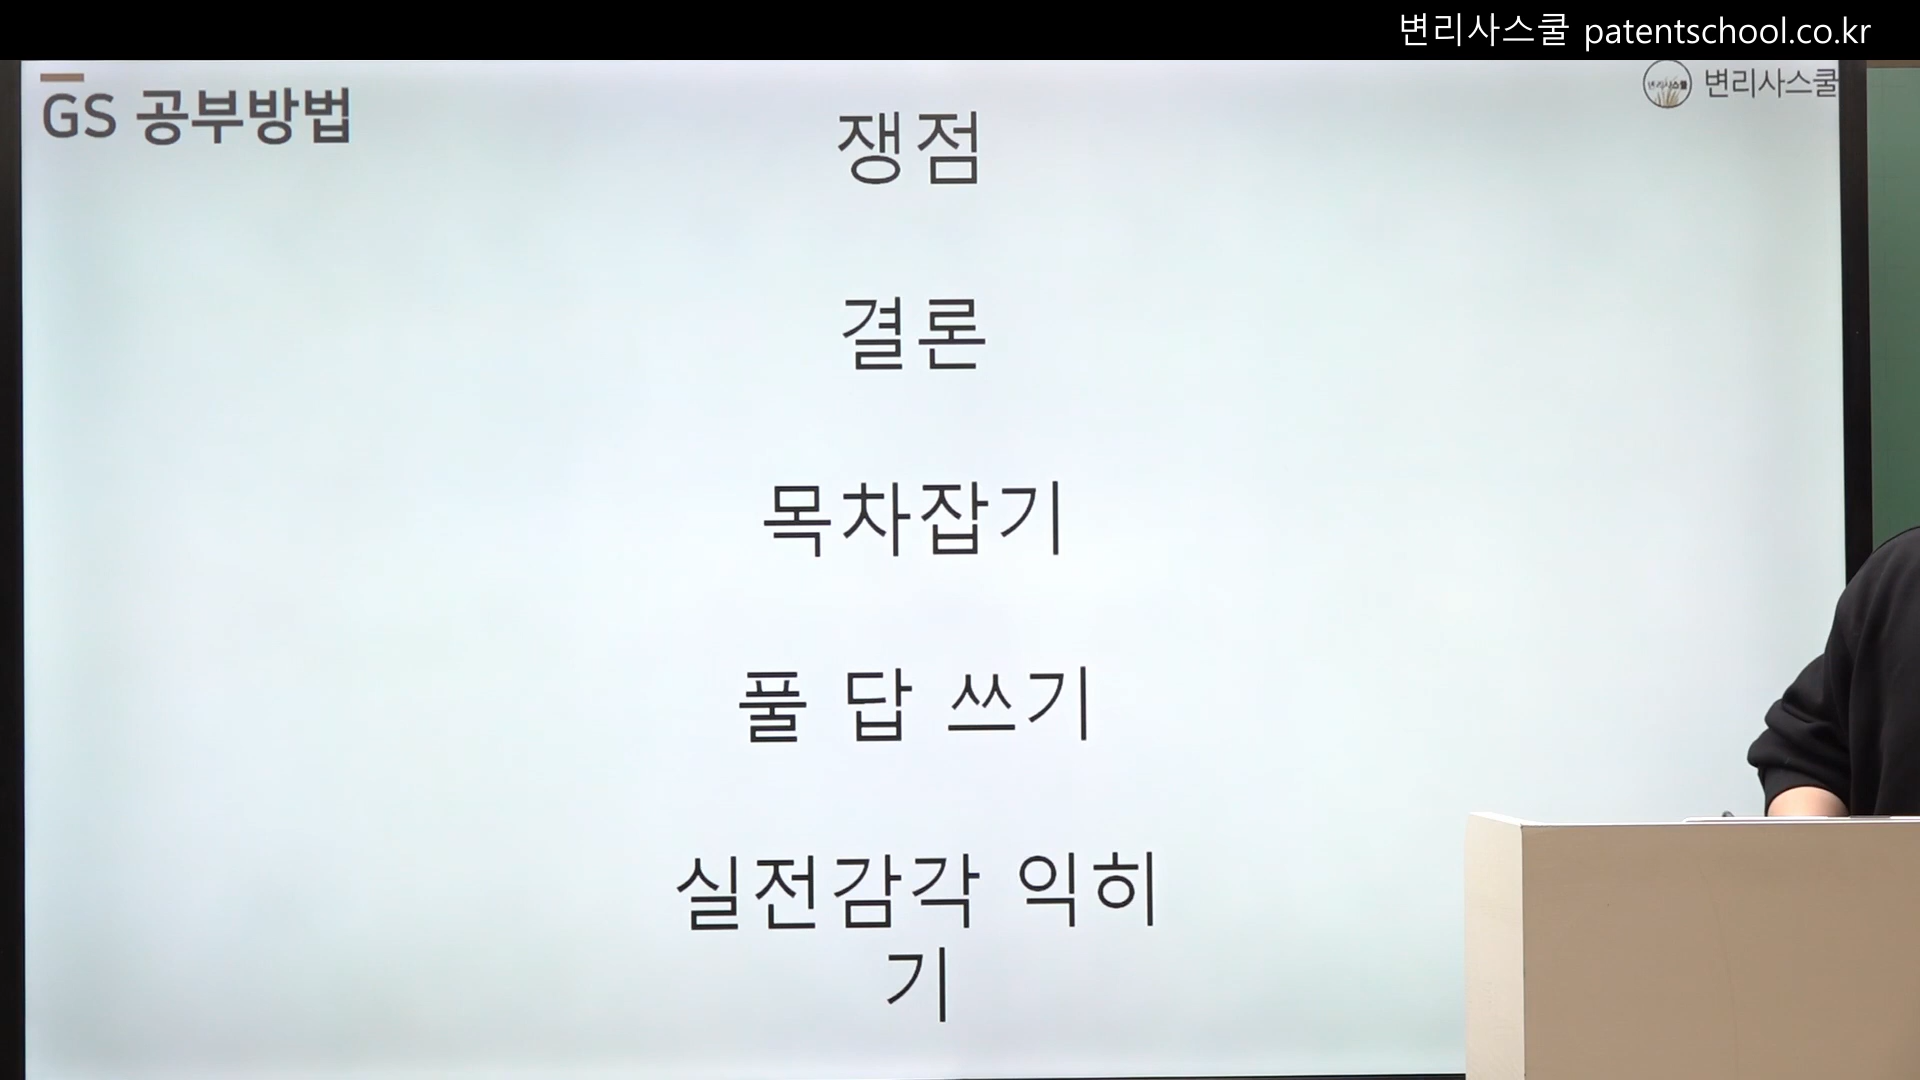 변리사스쿨 patentschool.co.kr
GS 공부방법
변리사스쿨
쟁점
결론
목차잡기
풀 답 쓰기
실전감각 익히
기